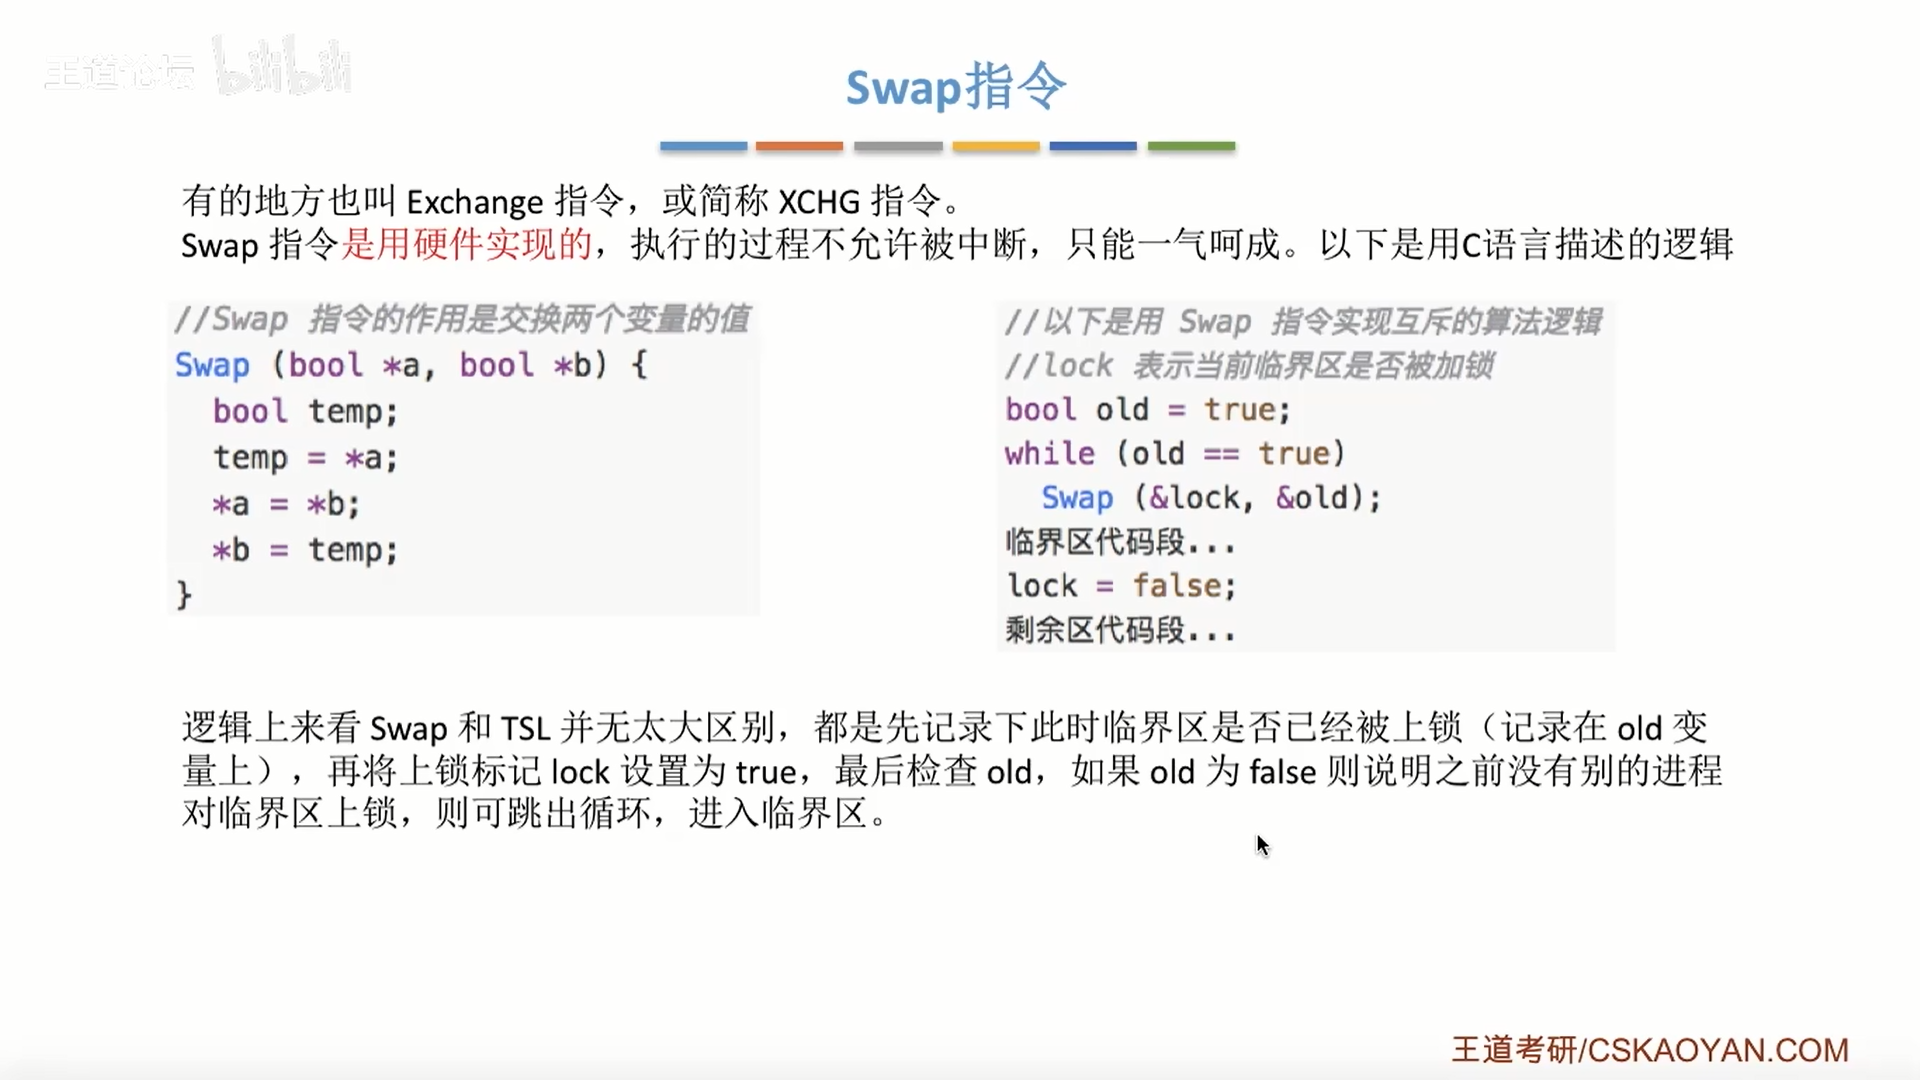 王道论坛 bilibili
Swap指令
有的地方也叫 Exchange 指令，或简称 XCHG 指令。
Swap 指令是用硬件实现的，执行的过程不允许被中断，只能一气呵成。以下是用C语言描述的逻辑
//Swap 指令的作用是交换两个变量的值
Swap (bool *a, bool *b) {
  bool temp;
  temp = *a;
  *a = *b;
  *b = temp;
}
//以下是用 Swap 指令实现互斥的算法逻辑
//lock 表示当前临界区是否被加锁
bool old = true;
while (old == true)
  Swap (&lock, &old);
临界区代码段...
lock = false;
剩余区代码段...
逻辑上来看 Swap 和 TSL 并无太大区别，都是先记录下此时临界区是否已经被上锁（记录在 old 变
量上），再将上锁标记 lock 设置为 true，最后检查 old，如果 old 为 false 则说明之前没有别的进程
对临界区上锁，则可跳出循环，进入临界区。
王道考研/CSKAOYAN.COM